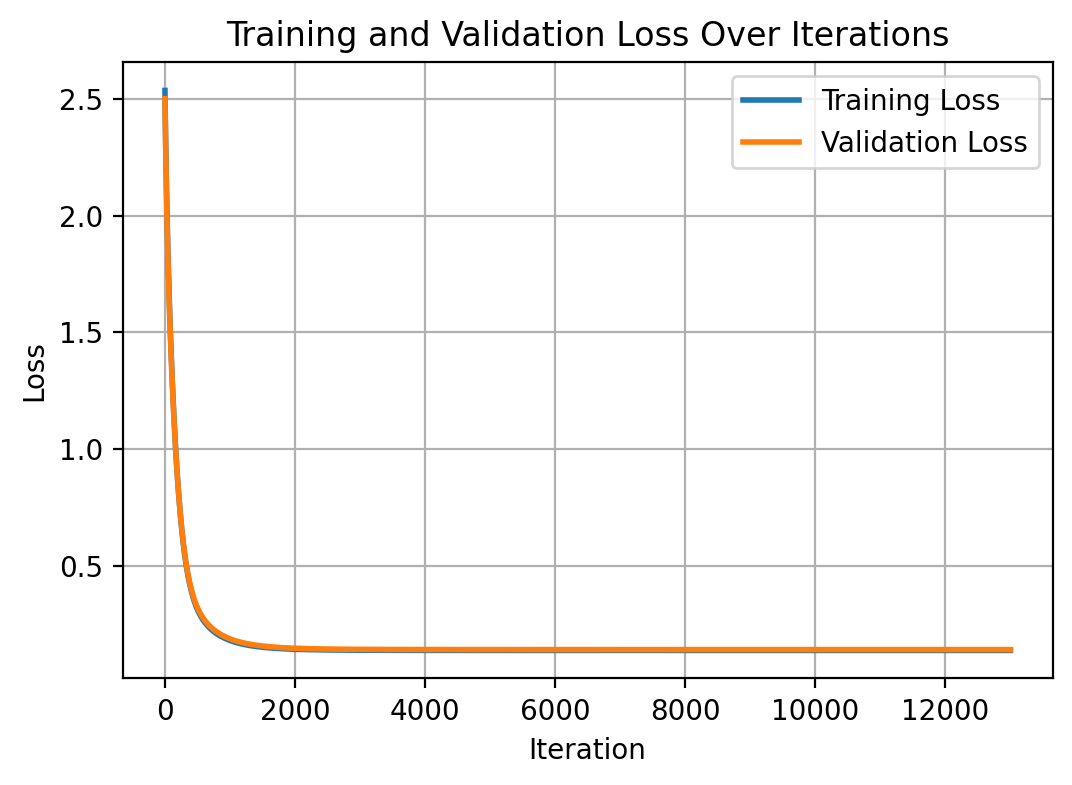 Training and Validation Loss Over Iterations
Training Loss
Validation Loss
2.5
2.0
1.5
1.0
0.5
Loss
0 2000 4000 6000 8000 10000 12000
Iteration